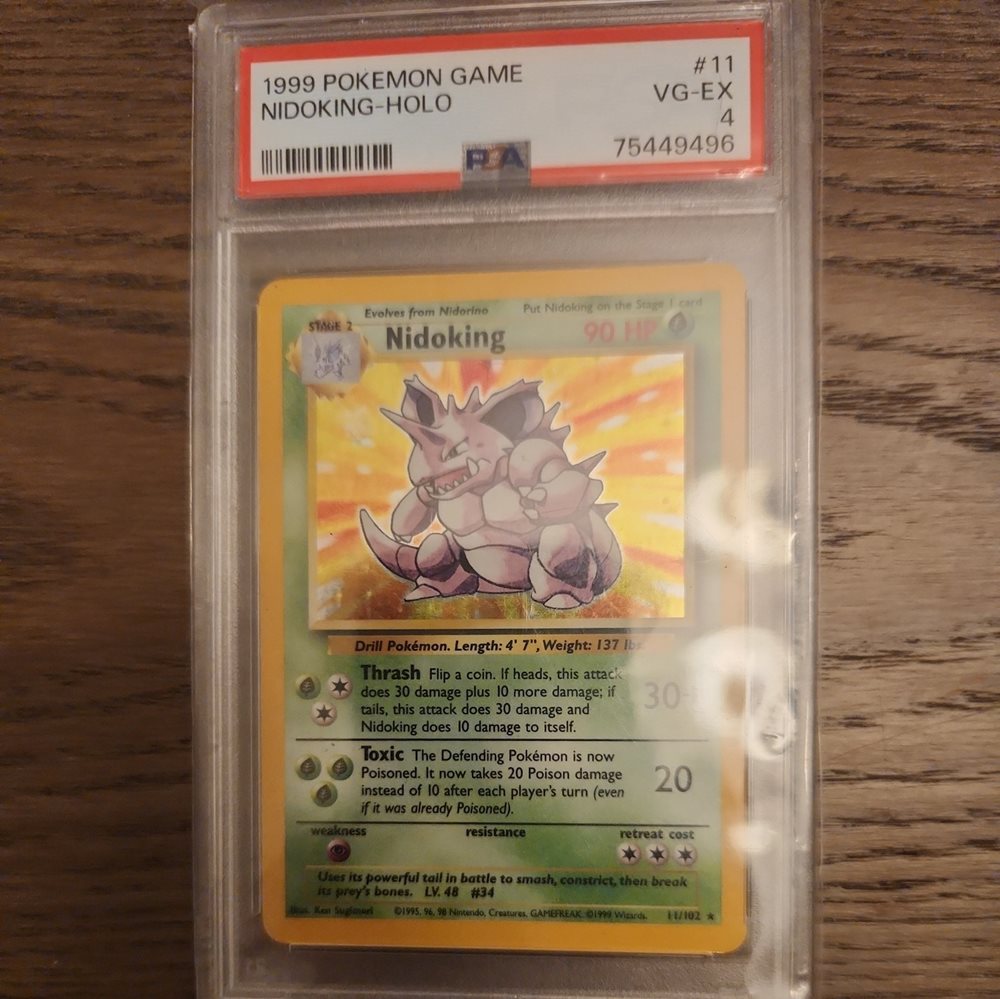 1999 POKEMON GAME #11
NIDOKING-HOLO VG-EX
4
PSA 75449496
Evolves from Nidorino Put Nidoking on the Stage 1 card
STAGE 2
Nidoking 90 HP
Drill Pokémon. Length: 4' 7", Weight: 137 lbs.
Thrash Flip a coin. If heads, this attack
does 30 damage plus 10 more damage; if
tails, this attack does 30 damage and
Nidoking does 10 damage to itself.
30+
Toxic The Defending Pokémon is now
Poisoned. It now takes 20 Poison damage
instead of 10 after each player's turn (even
if it was already Poisoned).
20
weakness resistance retreat cost
Uses its powerful tail in battle to smash, constrict, then break
its prey's bones. LV. 48 #34
Illus. Ken Sugimori ©1995, 96, 98 Nintendo, Creatures, GAMEFREAK. ©1999 Wizards. 11/102